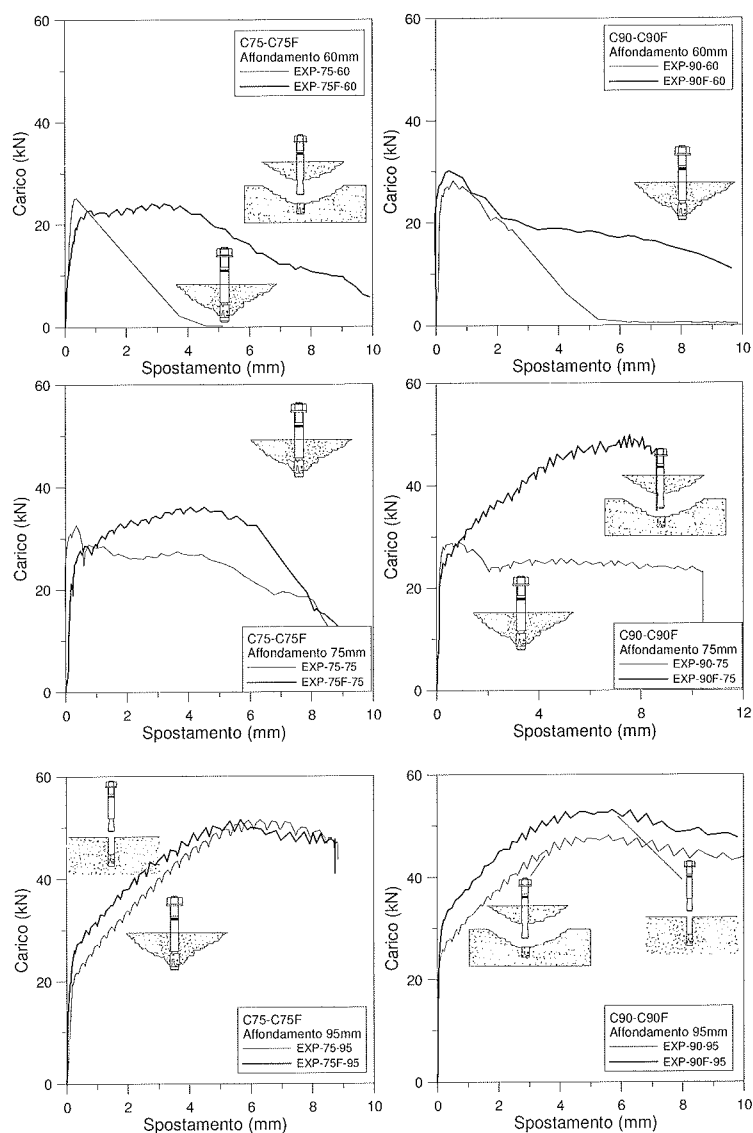 C75-C75F
Affondamento 60mm
EXP-75-60
EXP-75F-60
60
40
20
0
Carico (kN)
0 2 4 6 8 10
Spostamento (mm)
C90-C90F
Affondamento 60mm
EXP-90-60
EXP-90F-60
60
40
20
0
Carico (kN)
0 2 4 6 8 10
Spostamento (mm)
60
40
20
0
Carico (kN)
C75-C75F
Affondamento 75mm
EXP-75-75
EXP-75F-75
0 2 4 6 8 10
Spostamento (mm)
60
40
20
0
Carico (kN)
C90-C90F
Affondamento 75mm
EXP-90-75
EXP-90F-75
0 4 8 12
Spostamento (mm)
60
40
20
0
Carico (kN)
C75-C75F
Affondamento 95mm
EXP-75-95
EXP-75F-95
0 2 4 6 8 10
Spostamento (mm)
60
40
20
0
Carico (kN)
C90-C90F
Affondamento 95mm
EXP-90-95
EXP-90F-95
0 2 4 6 8 10
Spostamento (mm)